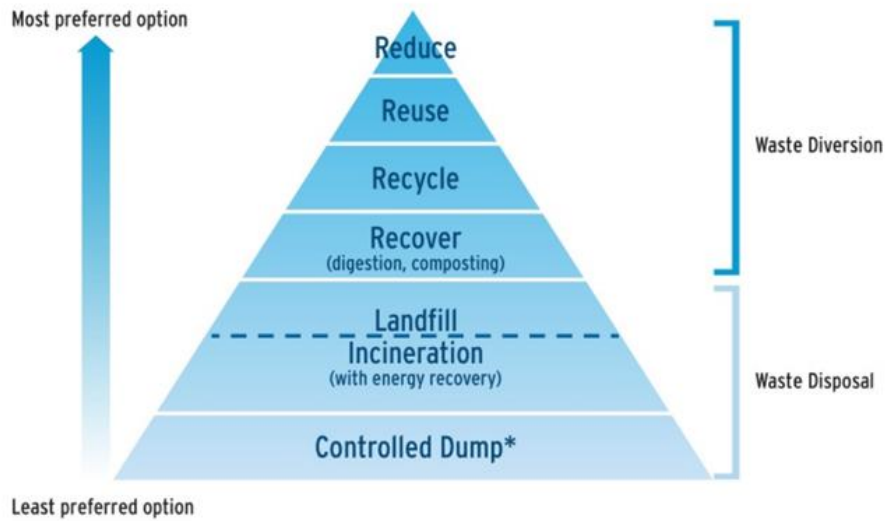 Most preferred option
Reduce
Reuse
Recycle
Recover
(digestion, composting)
Landfill
Incineration
(with energy recovery)
Controlled Dump*
Least preferred option
Waste Diversion
Waste Disposal